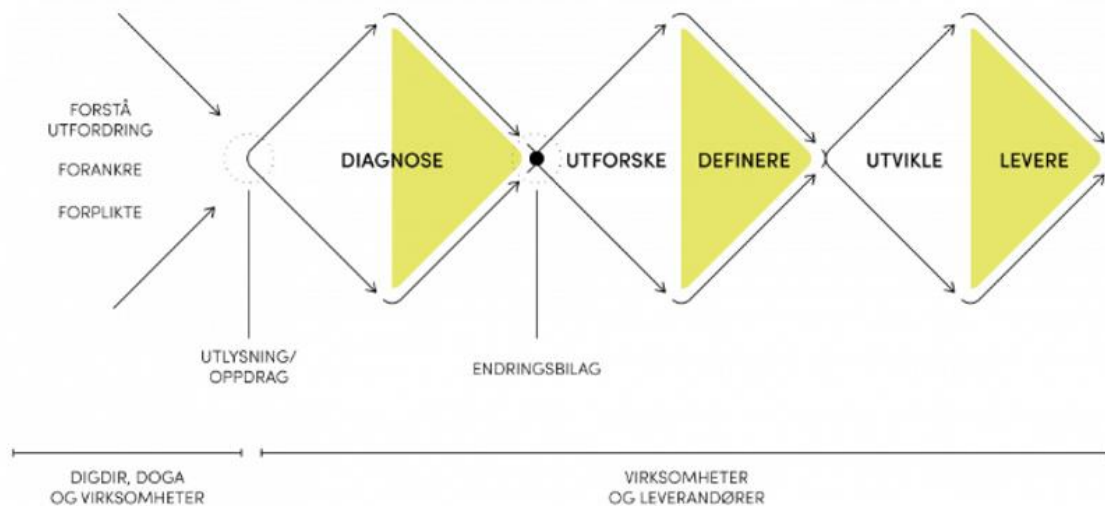 FORSTÅ
UTFORDRING
FORANKRE
FORPLIKTE
DIAGNOSE
UTFORSKE
DEFINERE
UTVIKLE
LEVERE
UTLYSNING/
OPPDRAG
ENDRINGSBILAG
DIGDIR, DOGA
OG VIRKSOMHETER
VIRKSOMHETER
OG LEVERANDØRER